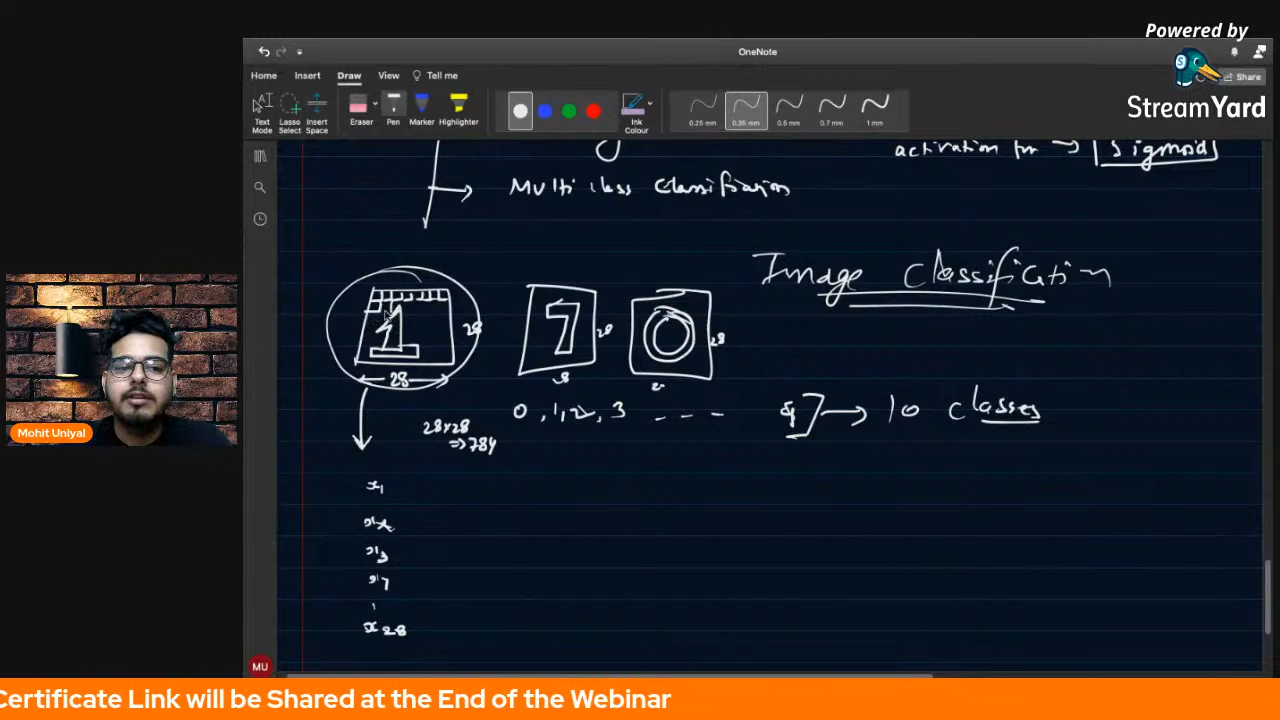 Powered by
StreamYard
OneNote
Share
Home Insert Draw View Tell me
Text Mode
Lasso Select
Insert Space
Eraser
Pen
Marker
Highlighter
Ink Colour
0.25 mm
0.35 mm
0.5 mm
0.7 mm
1 mm
activation for → Sigmoid
Multi class Classification
Image Classification
1 28
7 28
0 28
28
0, 1, 2, 3 - - - 9 → 10 classes
28x28
=> 784
x1
x2
x3
x28
MU
Mohit Uniyal
Certificate Link will be Shared at the End of the Webinar